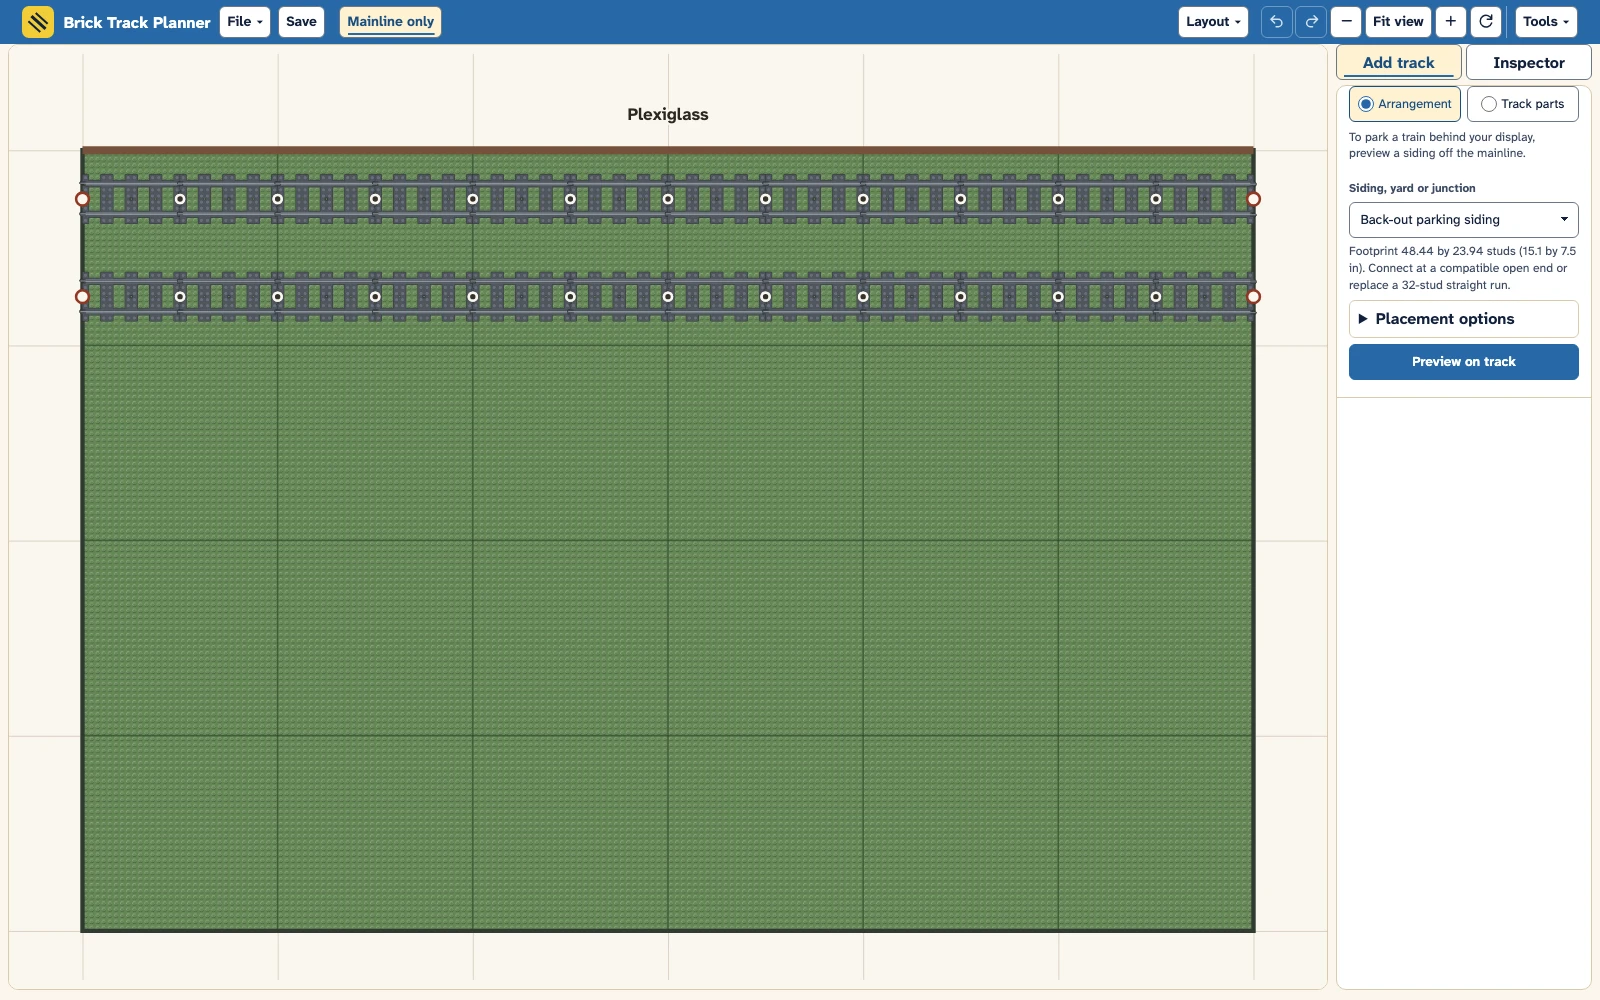 Brick Track Planner
File
Save
Mainline only
Layout
Fit view
Tools
Add track
Inspector
Plexiglass
Arrangement
Track parts
To park a train behind your display,
preview a siding off the mainline.
Siding, yard or junction
Back-out parking siding
Footprint 48.44 by 23.94 studs (15.1 by 7.5
in). Connect at a compatible open end or
replace a 32-stud straight run.
Placement options
Preview on track